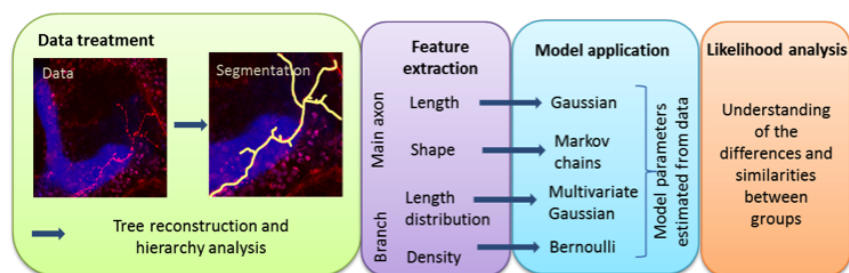 Data treatment
Data
Segmentation
Tree reconstruction and
hierarchy analysis
Feature
extraction
Main axon
Length
Shape
Branch
Length
distribution
Density
Model application
Gaussian
Markov
chains
Multivariate
Gaussian
Bernoulli
Model parameters
estimated from data
Likelihood analysis
Understanding
of the
differences and
similarities
between
groups